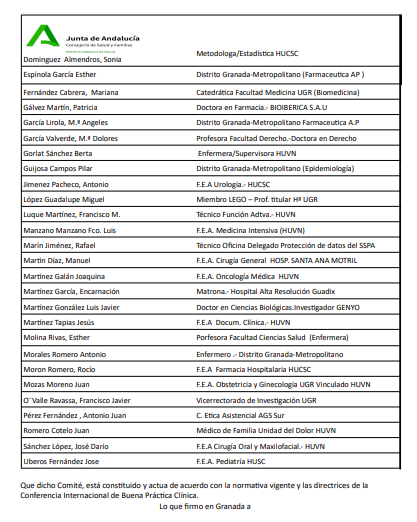 Junta de Andalucía
Consejería de Salud y Familias
Dominguez Almendros, Sonia Metodologa/Estadística HUCSC
Espínola García Esther Distrito Granada-Metropolitano (Farmaceutica AP )
Fernández Cabrera, Mariana Catedrática Facultad Medicina UGR (Biomedicina)
Gálvez Martín, Patricia Doctora en Farmacia.- BIOIBERICA S.A.U
García Lirola, M.ª Angeles Distrito Granada-Metropolitano Farmaceutica A.P
García Valverde, M.ª Dolores Profesora Facultad Derecho.-Doctora en Derecho
Gorlat Sánchez Berta Enfermera/Supervisora HUVN
Guijosa Campos Pilar Distrito Granada-Metropolitano (Epidemiología)
Jimenez Pacheco, Antonio F.E.A Urologia.- HUCSC
López Guadalupe Miguel Miembro LEGO – Prof. titular Hª UGR
Luque Martínez, Francisco M. Técnico Función Adtva.- HUVN
Manzano Manzano Fco. Luis F.E.A. Medicina Intensiva (HUVN)
Marín Jiménez, Rafael Técnico Oficina Delegado Protección de datos del SSPA
Martín Díaz, Manuel F.E.A. Cirugía General HOSP. SANTA ANA MOTRIL
Martínez Galán Joaquina F.E.A. Oncología Médica HUVN
Martínez García, Encarnación Matrona.- Hospital Alta Resolución Guadix
Martínez González Luis Javier Doctor en Ciencias Biológicas.Investigador GENYO
Martínez Tapias Jesús F.E.A Docum. Clínica.- HUVN
Molina Rivas, Esther Porfesora Facultad Ciencias Salud (Enfermera)
Morales Romero Antonio Enfermero .- Distrito Granada-Metropolitano
Moron Romero, Rocío F.E.A Farmacia Hospitalaria HUCSC
Mozas Moreno Juan F.E.A. Obstetricia y Ginecologia UGR Vinculado HUVN
O´Valle Ravassa, Francisco Javier Vicerrectorado de Investigación UGR
Pérez Fernández , Antonio Juan C. Etica Asistencial AGS Sur
Romero Cotelo Juan Médico de Familia Unidad del Dolor HUVN
Sánchez López, José Darío F.E.A Cirugía Oral y Maxilofacial.- HUVN
Uberos Fernández Jose F.E.A. Pediatría HUSC
Que dicho Comité, está constituido y actua de acuerdo con la normativa vigente y las directrices de la
Conferencia Internacional de Buena Práctica Clínica.
Lo que firmo en Granada a